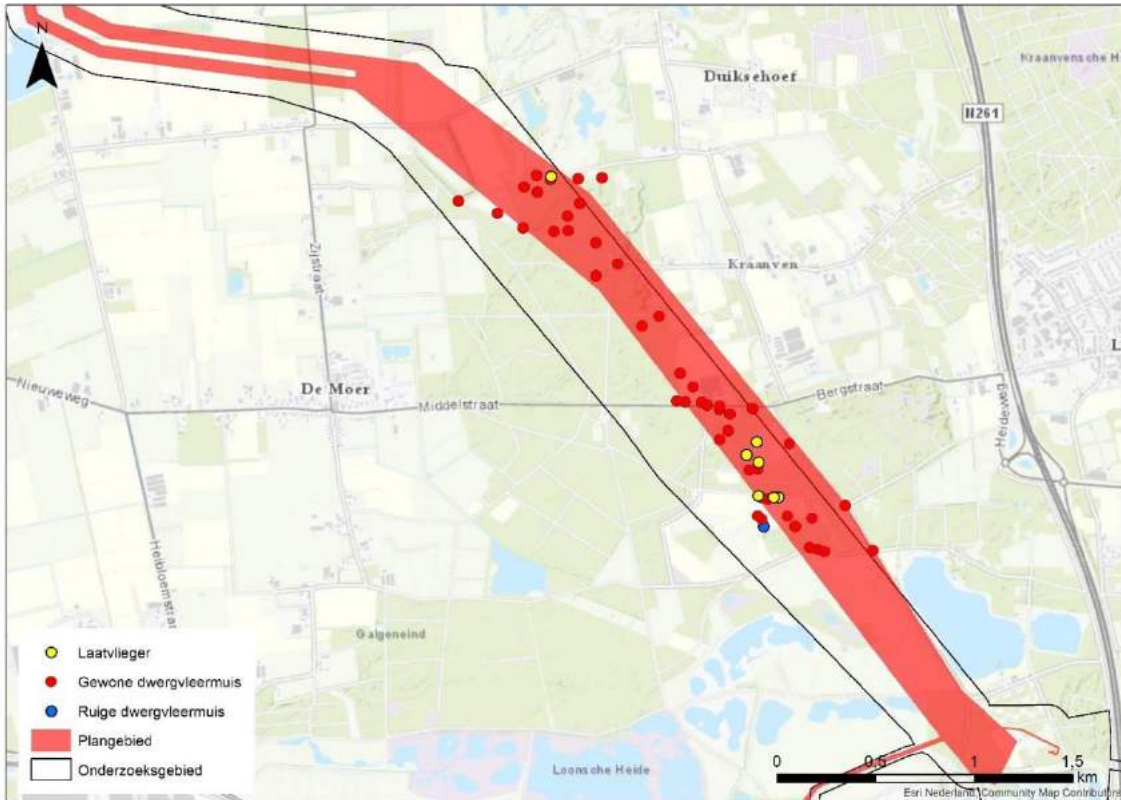 N
Duiksehoef
Kraanvensche H
N261
Kraanven
Zijstraat
De Moer
Nieuweweg
Middelstraat
Bergstraat
L
Heideweg
Heibloemstraat
Galgeneind
Laatvlieger
Gewone dwergvleermuis
Ruige dwergvleermuis
Plangebied
Onderzoeksgebied
Loonsche Heide
0 0,5 1 1,5
km
Esri Nederland, Community Map Contributors